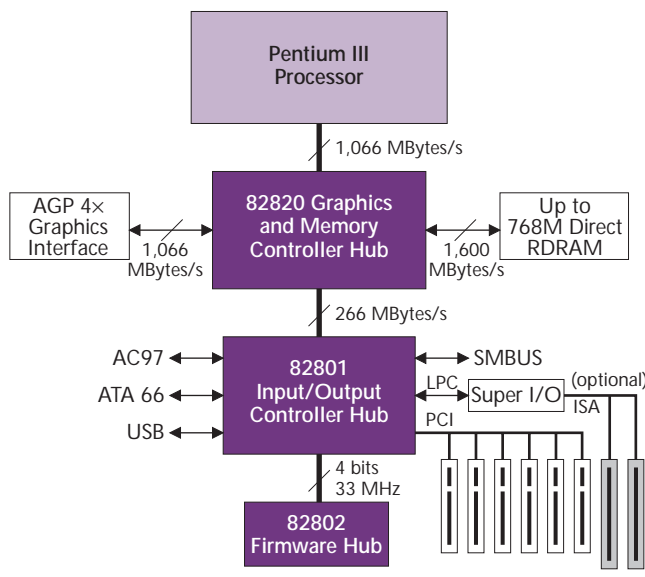 Pentium III
Processor
1,066 MBytes/s
AGP 4×
Graphics
Interface
1,066
MBytes/s
82820 Graphics
and Memory
Controller Hub
1,600
MBytes/s
Up to
768M Direct
RDRAM
266 MBytes/s
AC97
ATA 66
USB
82801
Input/Output
Controller Hub
SMBUS
LPC
Super I/O
(optional)
ISA
PCI
4 bits
33 MHz
82802
Firmware Hub